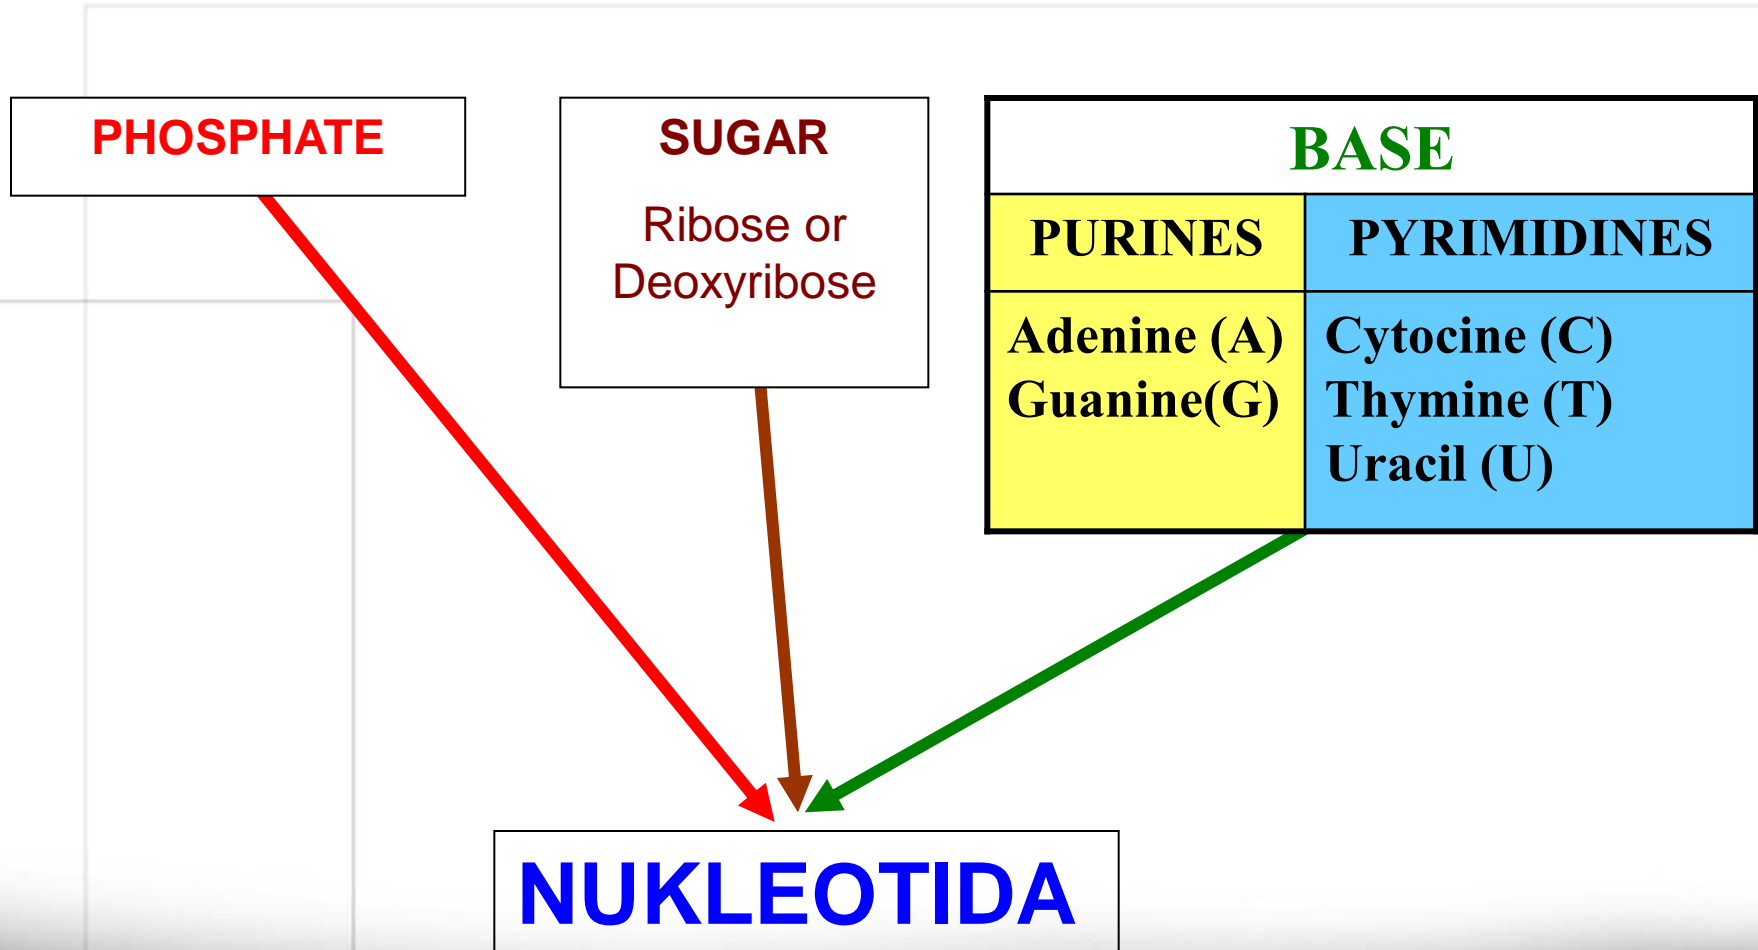 PHOSPHATE
SUGAR
Ribose or
Deoxyribose
BASE
PURINES
PYRIMIDINES
Adenine (A)
Guanine(G)
Cytocine (C)
Thymine (T)
Uracil (U)
NUKLEOTIDA